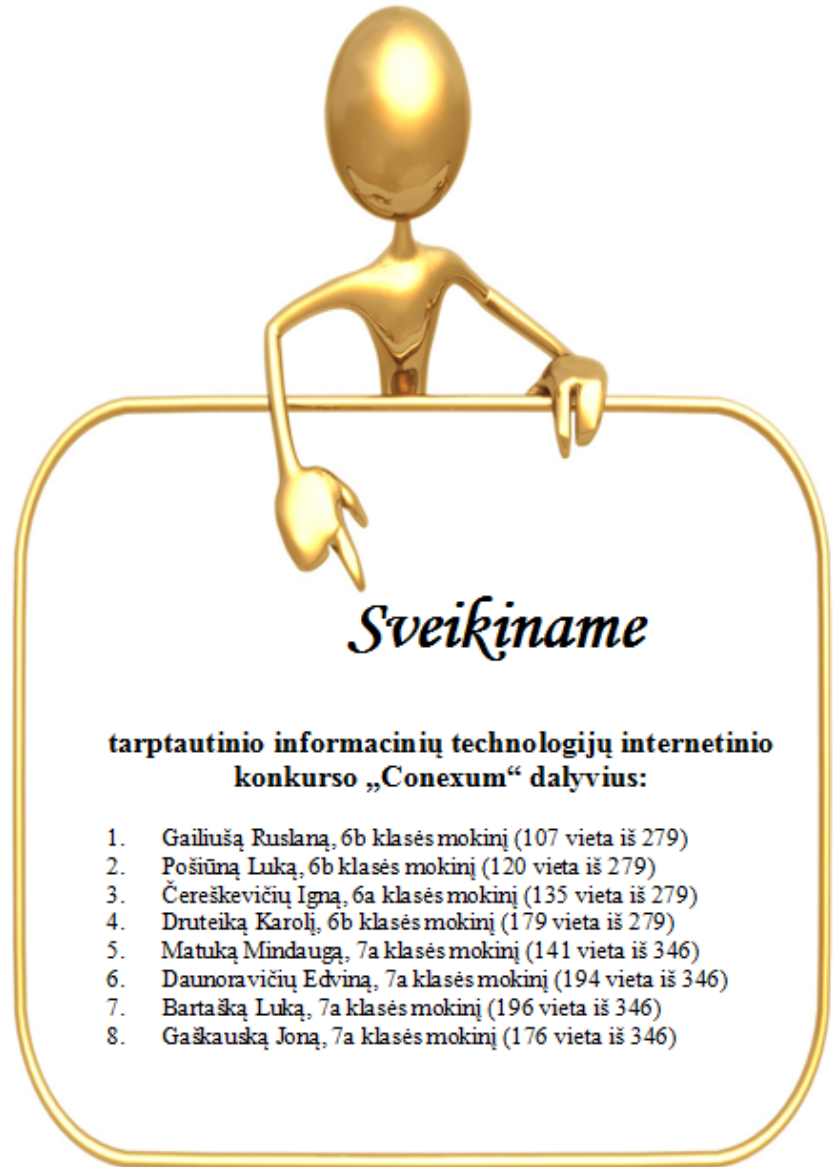 Sveikiname
tarptautinio informacinių technologijų internetinio
konkurso „Conexum“ dalyvius:
1. Gailiušą Ruslaną, 6b klasės mokinį (107 vieta iš 279)
2. Pošiūną Luką, 6b klasės mokinį (120 vieta iš 279)
3. Čereškevičių Igną, 6a klasės mokinį (135 vieta iš 279)
4. Druteiką Karolį, 6b klasės mokinį (179 vieta iš 279)
5. Matuką Mindaugą, 7a klasės mokinį (141 vieta iš 346)
6. Daunoravičių Edviną, 7a klasės mokinį (194 vieta iš 346)
7. Bartašką Luką, 7a klasės mokinį (196 vieta iš 346)
8. Gaškauską Joną, 7a klasės mokinį (176 vieta iš 346)